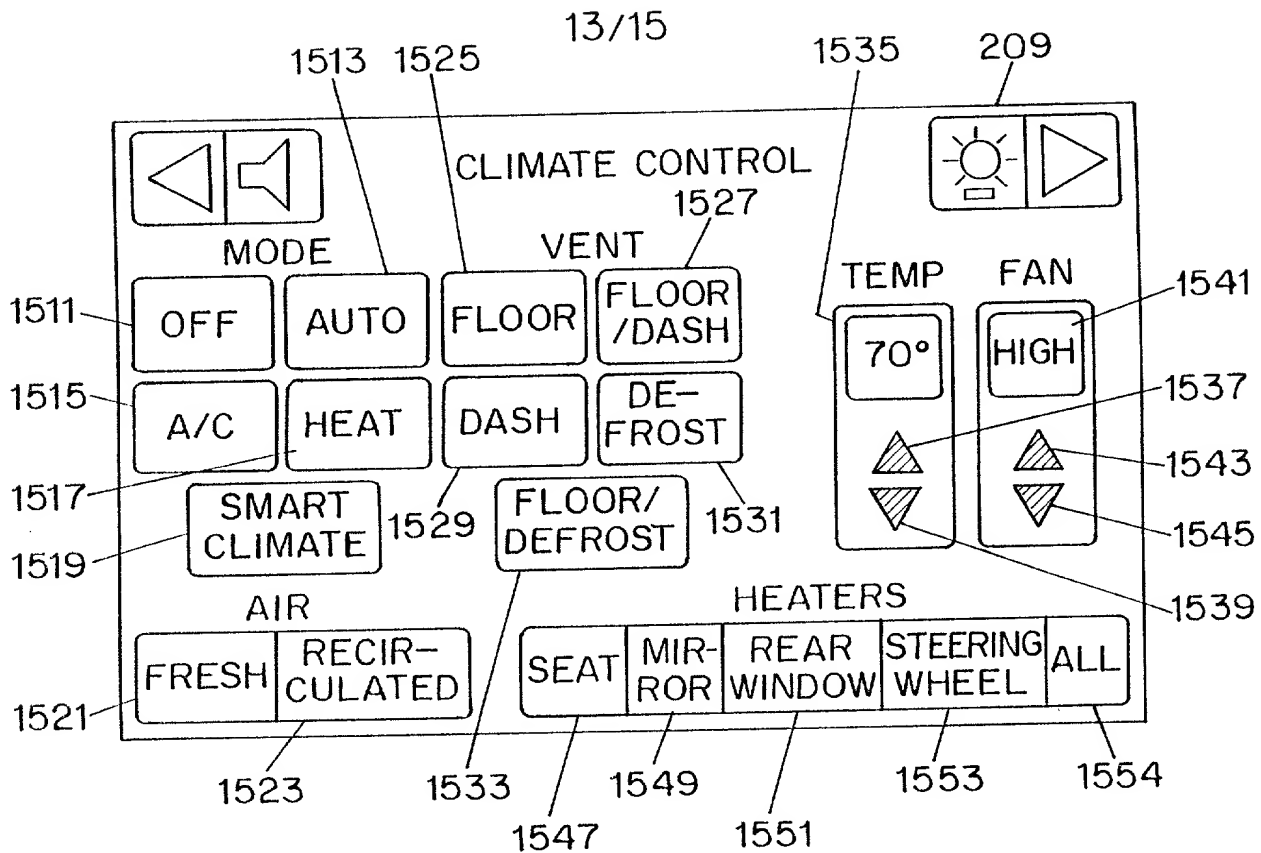 13/15
1513 1525 1535 209
CLIMATE CONTROL
1527
MODE VENT
TEMP FAN
1511 OFF AUTO FLOOR FLOOR
/DASH
70° HIGH 1541
1515 A/C HEAT DASH DE-
FROST
1537
1543
1517 1529 1531
SMART
CLIMATE
FLOOR/
DEFROST
1545
1519
1539
AIR HEATERS
FRESH RECIR-
CULATED
SEAT MIR-
ROR
REAR
WINDOW
STEERING
WHEEL
ALL
1521
1523 1533 1549 1553 1554
1547 1551